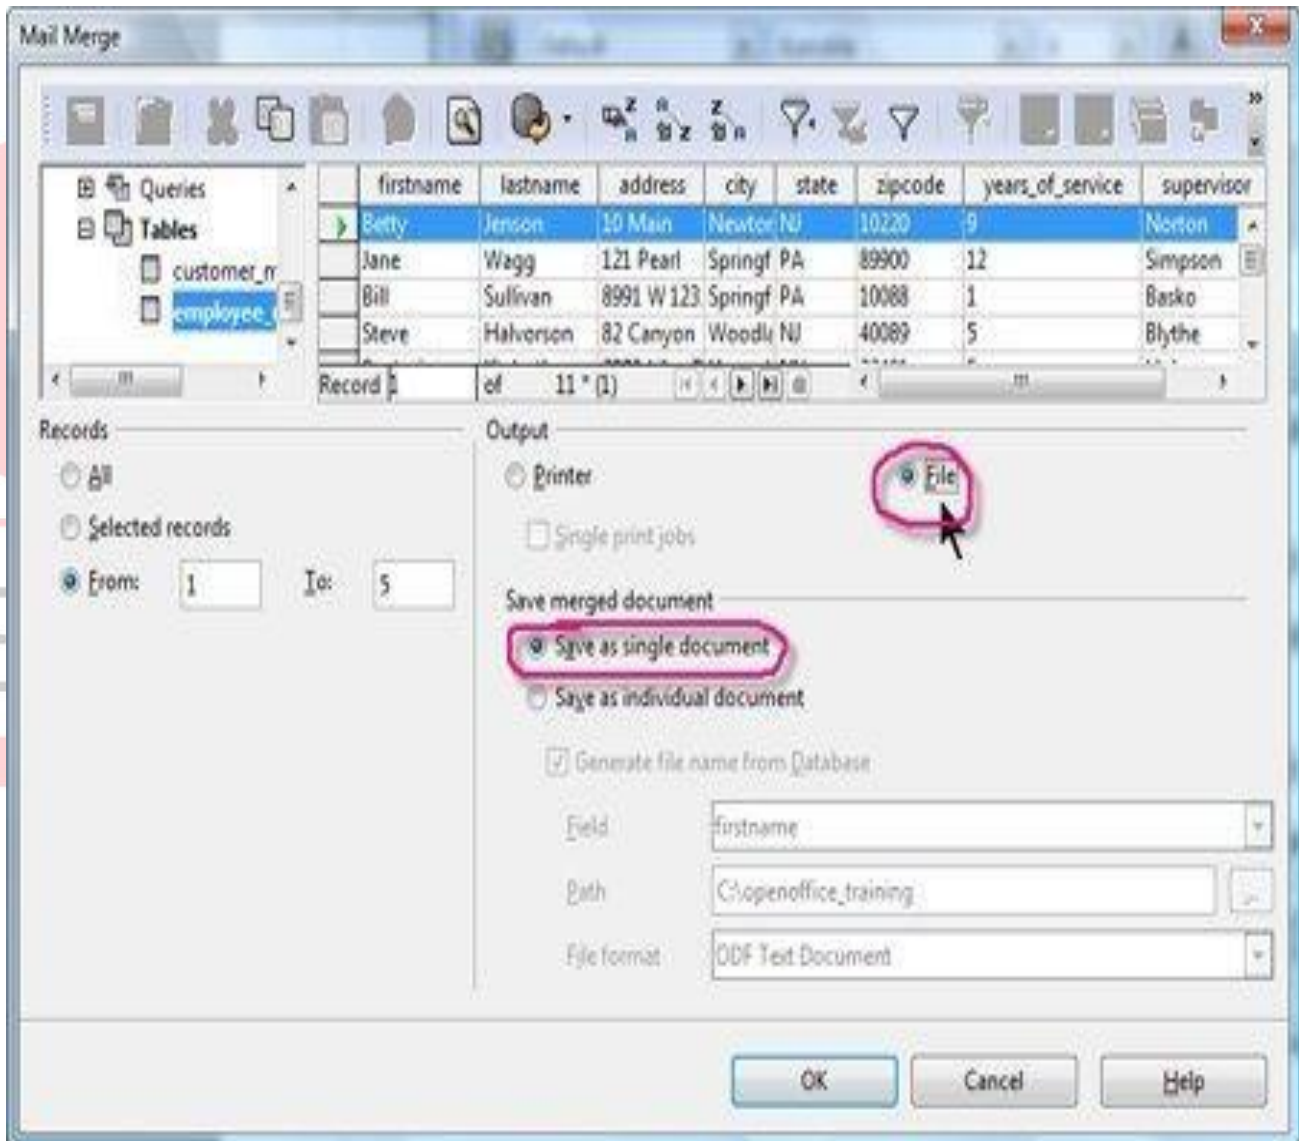 Mail Merge
Queries
Tables
customer_m
employee_
firstname lastname address city state zipcode years_of_service supervisor
Betty Jenson 10 Main Newton NJ 10220 9 Norton
Jane Wagg 121 Pearl Springf PA 89900 12 Simpson
Bill Sullivan 8991 W 123 Springf PA 10088 1 Basko
Steve Halvorson 82 Canyon Woodla NJ 40089 5 Blythe
Record 1 of 11 * (1)
Records
All
Selected records
From: 1 To: 5
Output
Printer File
Single print jobs
Save merged document
Save as single document
Save as individual document
Generate file name from Database
Field firstname
Path C:\openoffice_training ...
File format ODF Text Document
OK Cancel Help